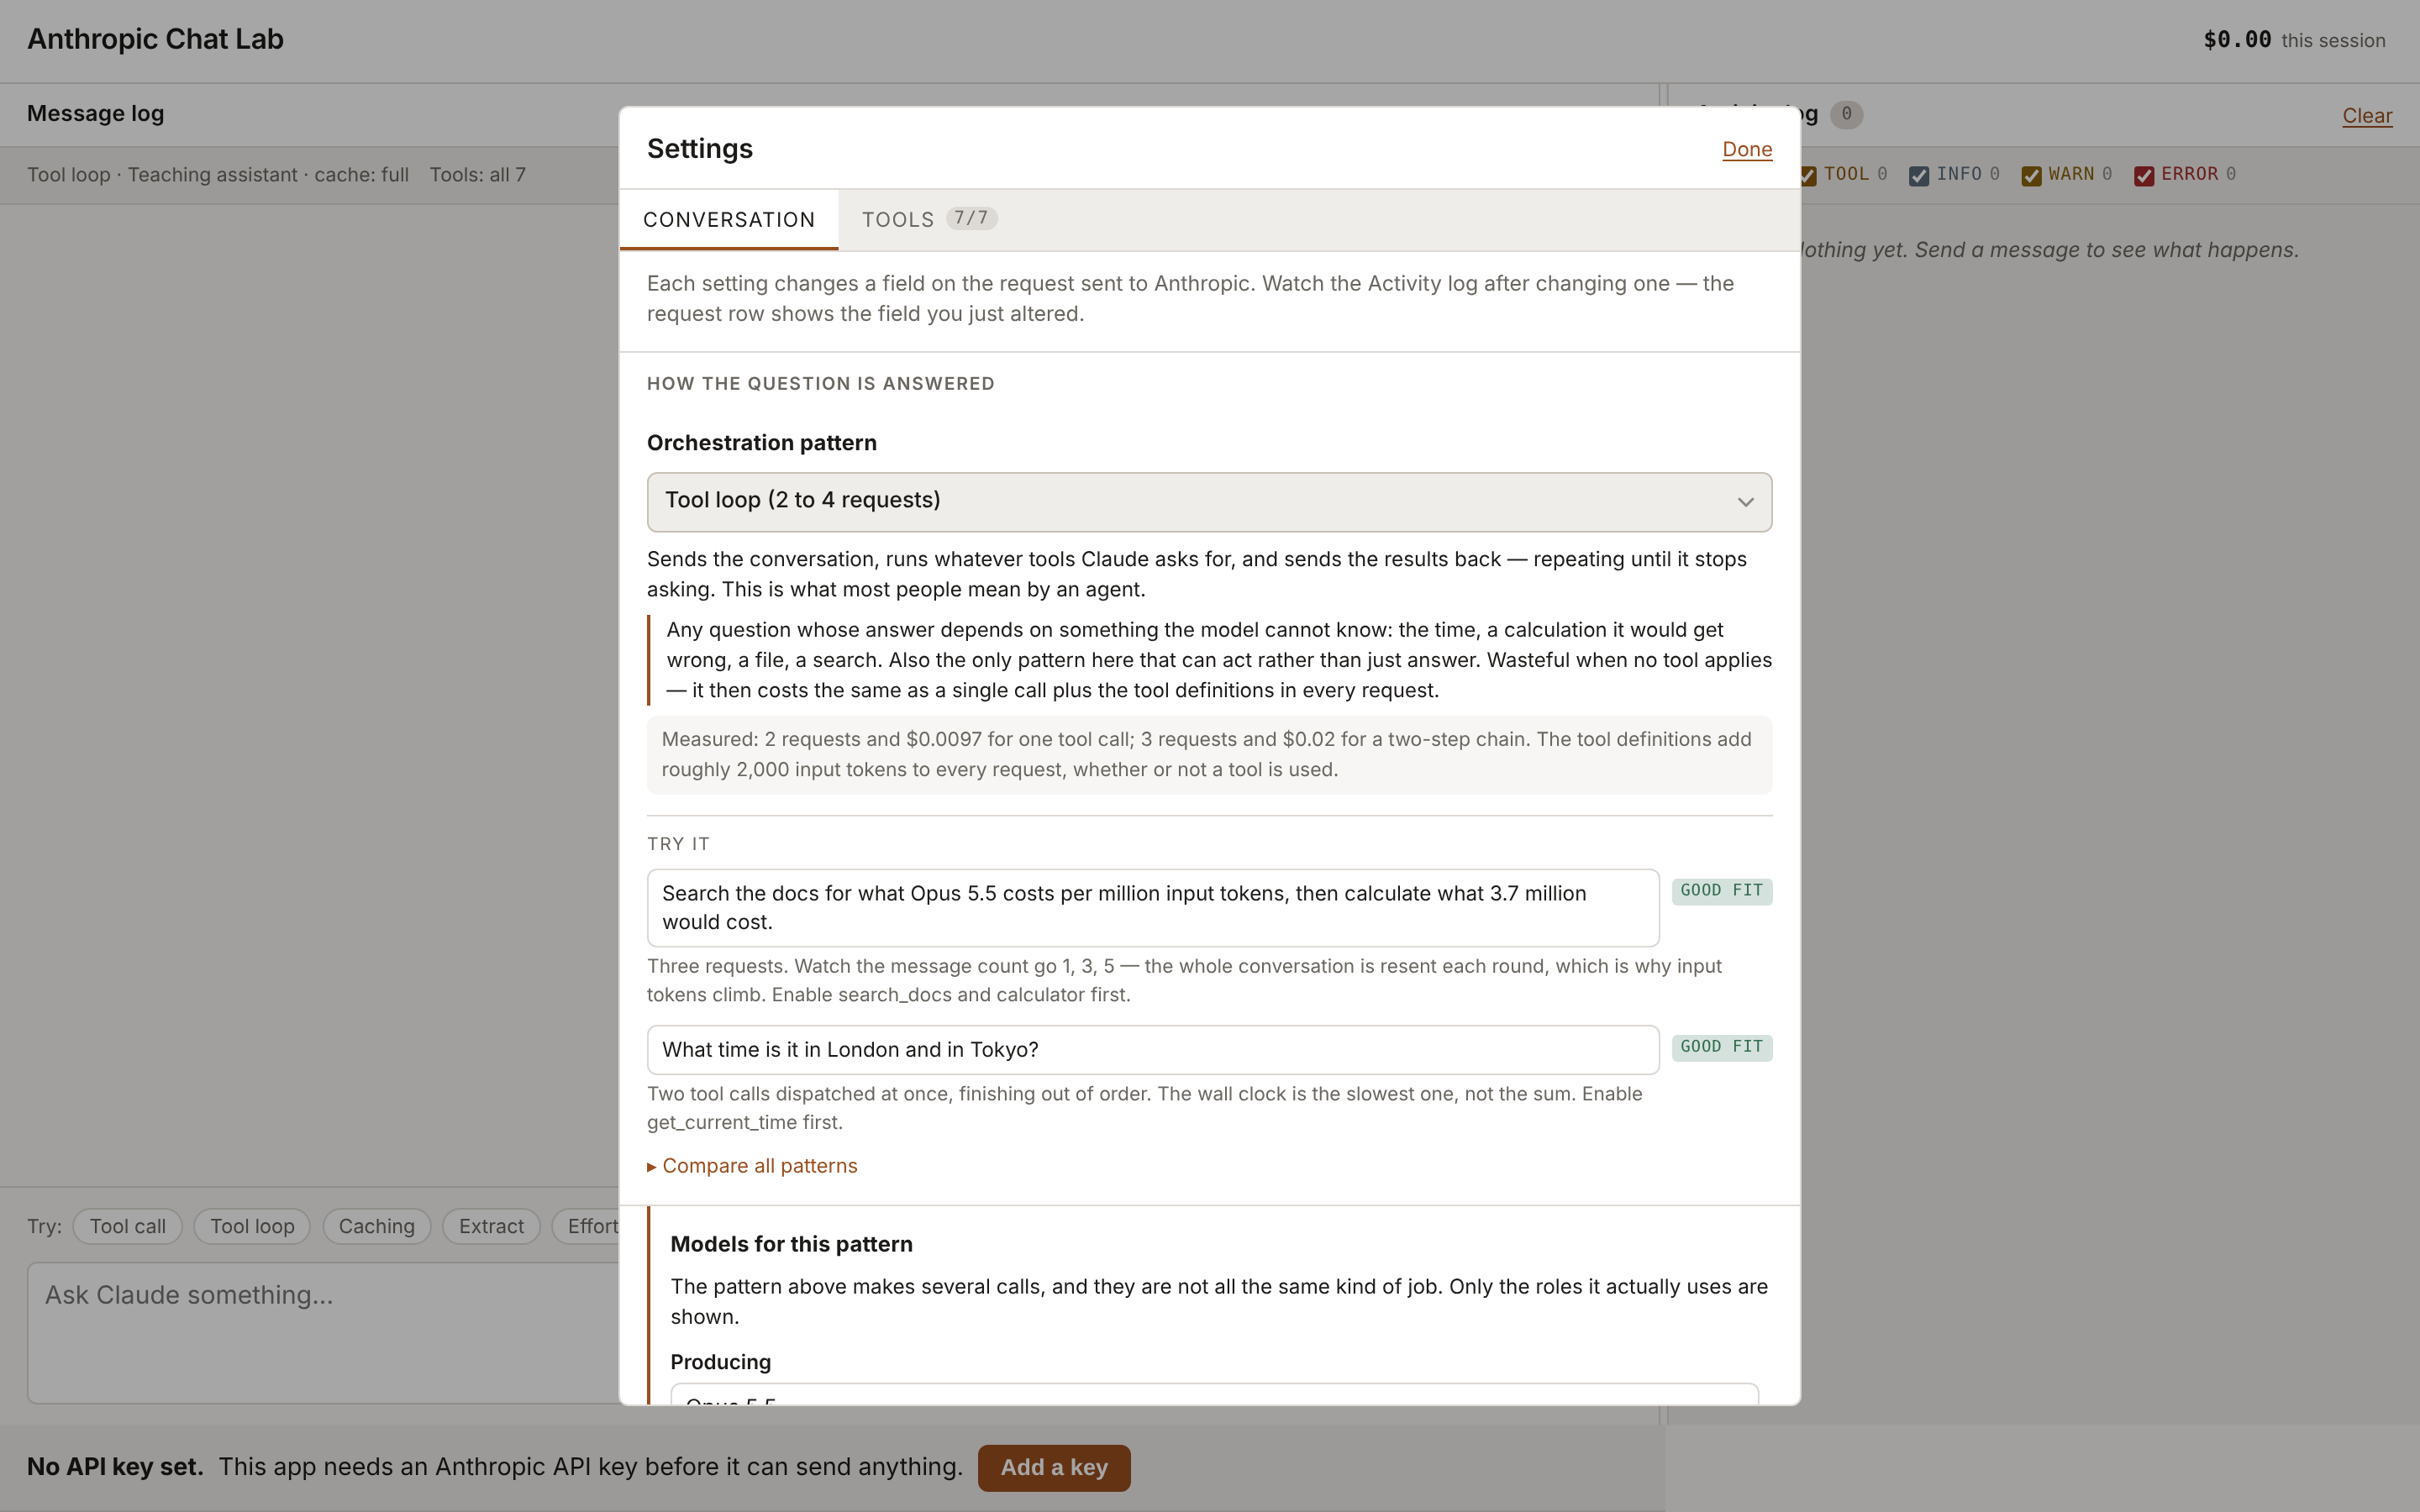 Anthropic Chat Lab
$0.00 this session
Message log
Tool loop · Teaching assistant · cache: full Tools: all 7
Settings
Done
CONVERSATION
TOOLS 7/7
Each setting changes a field on the request sent to Anthropic. Watch the Activity log after changing one — the
request row shows the field you just altered.
HOW THE QUESTION IS ANSWERED
Orchestration pattern
Tool loop (2 to 4 requests)
Sends the conversation, runs whatever tools Claude asks for, and sends the results back — repeating until it stops
asking. This is what most people mean by an agent.
Any question whose answer depends on something the model cannot know: the time, a calculation it would get
wrong, a file, a search. Also the only pattern here that can act rather than just answer. Wasteful when no tool applies
— it then costs the same as a single call plus the tool definitions in every request.
Measured: 2 requests and $0.0097 for one tool call; 3 requests and $0.02 for a two-step chain. The tool definitions add
roughly 2,000 input tokens to every request, whether or not a tool is used.
TRY IT
Search the docs for what Opus 5.5 costs per million input tokens, then calculate what 3.7 million
would cost.
GOOD FIT
Three requests. Watch the message count go 1, 3, 5 — the whole conversation is resent each round, which is why input
tokens climb. Enable search_docs and calculator first.
What time is it in London and in Tokyo?
GOOD FIT
Two tool calls dispatched at once, finishing out of order. The wall clock is the slowest one, not the sum. Enable
get_current_time first.
▸ Compare all patterns
Models for this pattern
The pattern above makes several calls, and they are not all the same kind of job. Only the roles it actually uses are
shown.
Producing
0
Clear
TOOL 0 INFO 0 WARN 0 ERROR 0
yet. Send a message to see what happens.
Try: Tool call Tool loop Caching Extract Effort
Ask Claude something...
No API key set. This app needs an Anthropic API key before it can send anything. Add a key